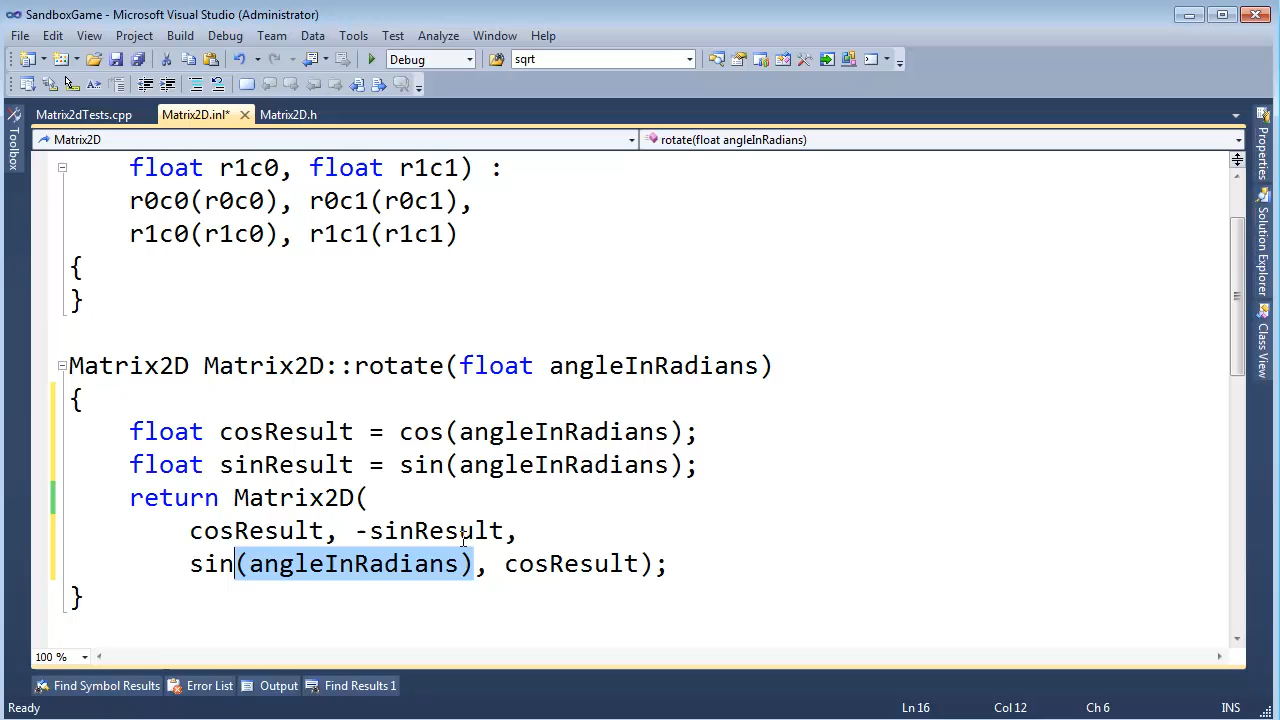 SandboxGame - Microsoft Visual Studio (Administrator)
File Edit View Project Build Debug Team Data Tools Test Analyze Window Help
Debug sqrt
Matrix2dTests.cpp Matrix2D.inl* Matrix2D.h
Matrix2D rotate(float angleInRadians)
Toolbox
Properties
Solution Explorer
Class View
float r1c0, float r1c1) :
r0c0(r0c0), r0c1(r0c1),
r1c0(r1c0), r1c1(r1c1)
{
}
Matrix2D Matrix2D::rotate(float angleInRadians)
{
float cosResult = cos(angleInRadians);
float sinResult = sin(angleInRadians);
return Matrix2D(
cosResult, -sinResult,
sin(angleInRadians), cosResult);
}
100 %
Find Symbol Results Error List Output Find Results 1
Ready Ln 16 Col 12 Ch 6 INS